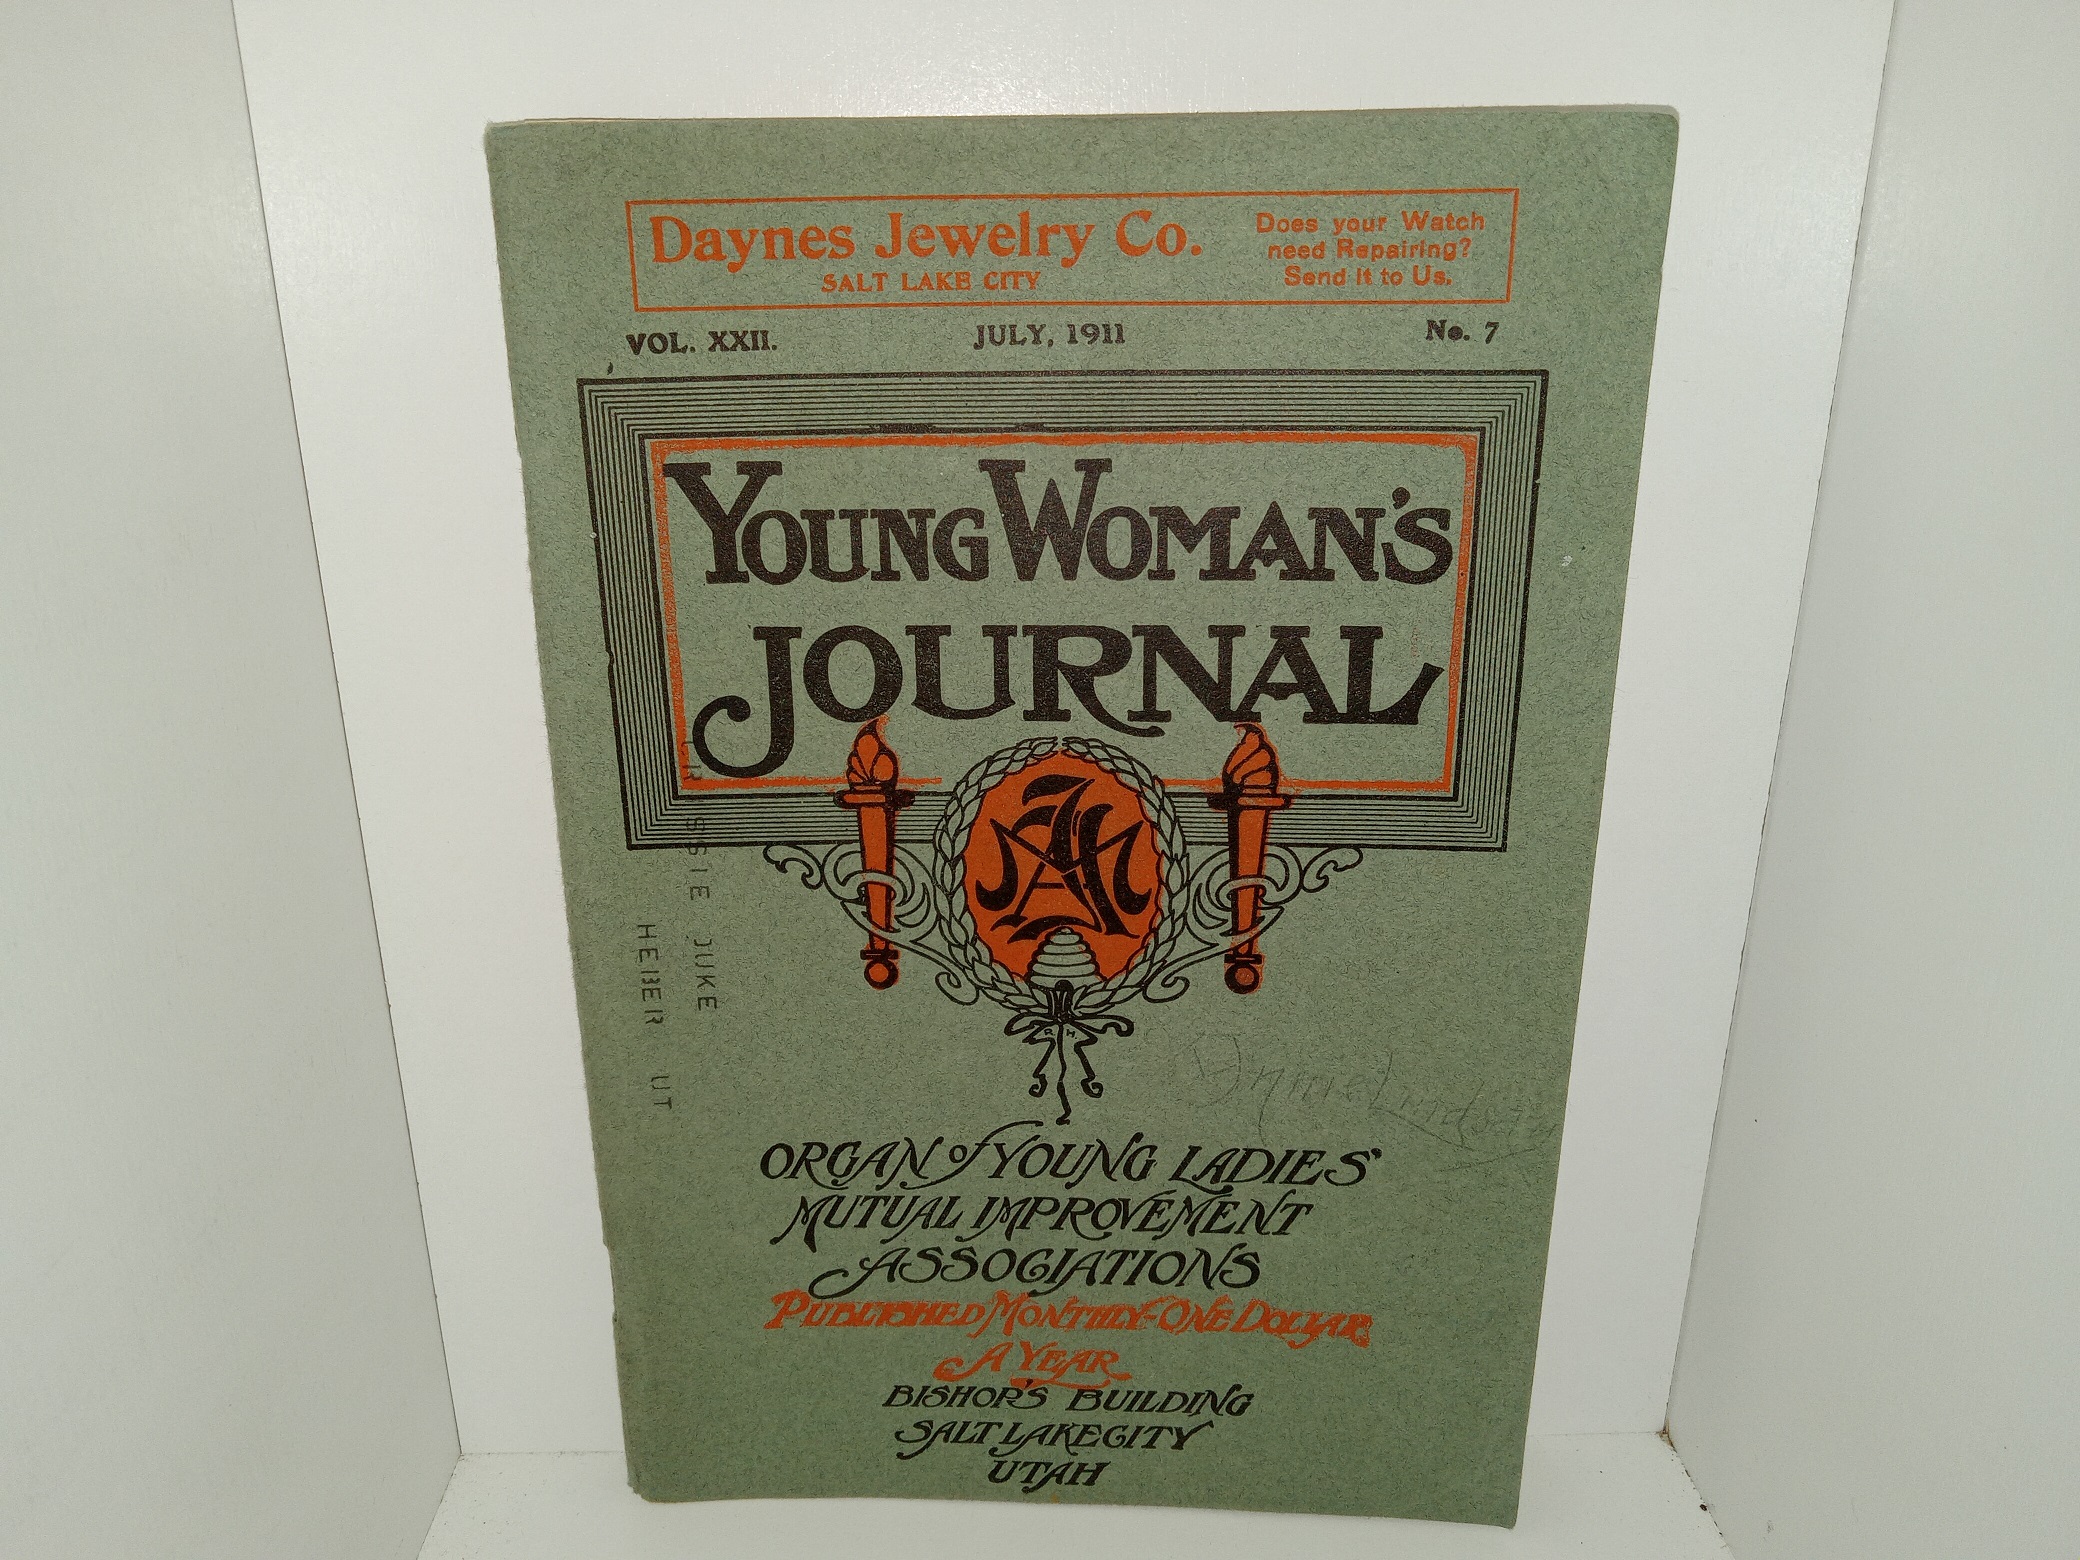 Daynes Jewelry Co.
SALT LAKE CITY
Does your Watch
need Repairing?
Send it to Us.
VOL. XXII.
JULY, 1911
No. 7
YOUNG WOMAN'S
JOURNAL
SSIE DUKE
HEBER UT
R H
ORGAN of YOUNG LADIES'
MUTUAL IMPROVEMENT
ASSOCIATIONS
PUBLISHED MONTHLY-ONE DOLLAR
A YEAR
BISHOP'S BUILDING
SALT LAKE CITY
UTAH